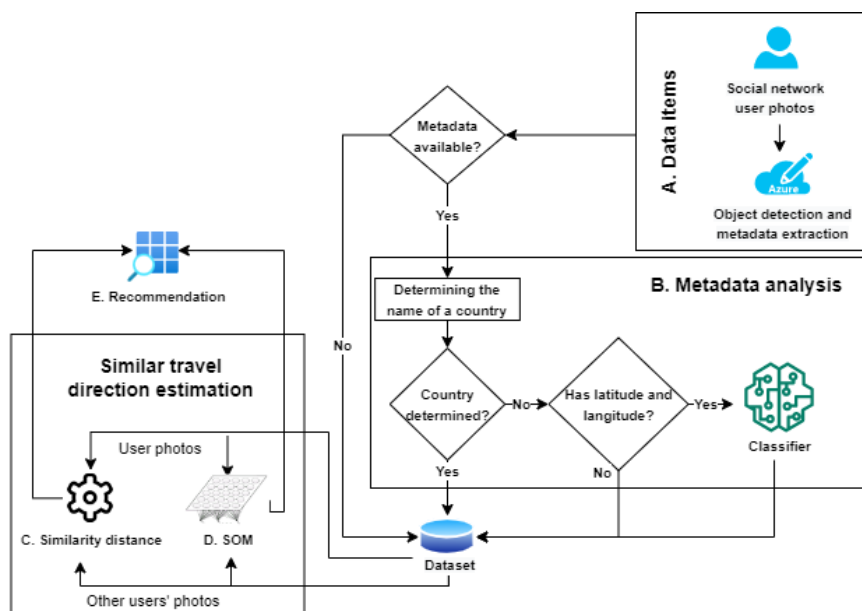 A. Data items
Social network
user photos
Azure
Object detection and
metadata extraction
Metadata
available?
Yes
No
B. Metadata analysis
Determining the
name of a country
Country
determined?
No
Has latitude and
langitude?
Yes
Classifier
Yes
No
Dataset
E. Recommendation
Similar travel
direction estimation
User photos
C. Similarity distance
D. SOM
Other users' photos